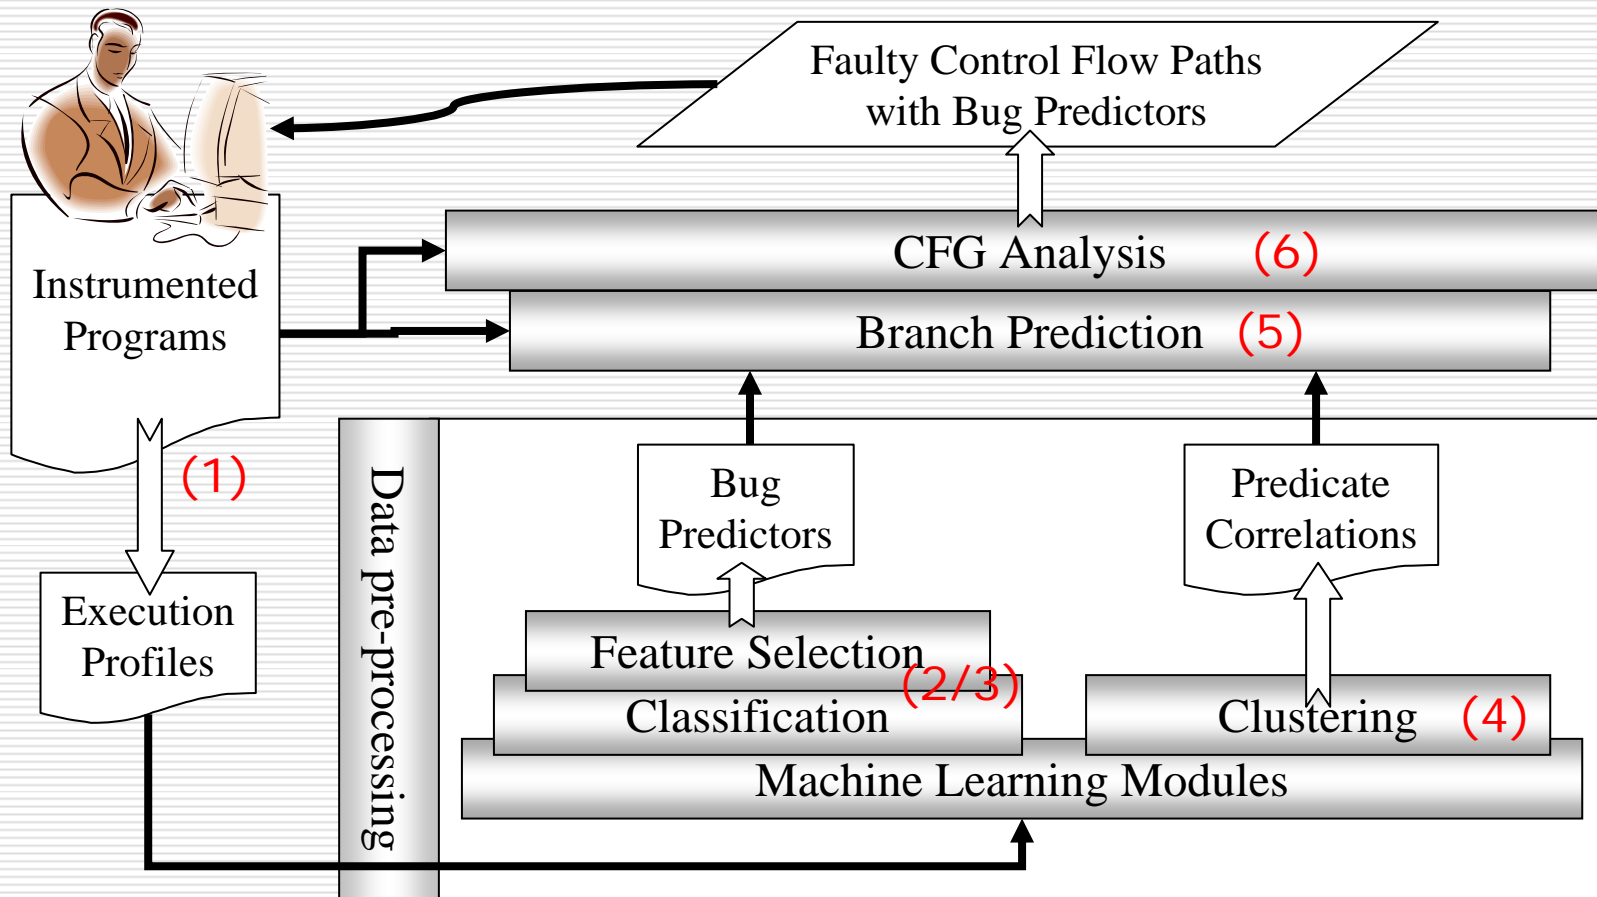 Faulty Control Flow Paths
with Bug Predictors
CFG Analysis (6)
Instrumented
Programs
Branch Prediction (5)
(1)
Data pre-processing
Bug
Predictors
Predicate
Correlations
Execution
Profiles
Feature Selection
(2/3)
Classification
Clustering (4)
Machine Learning Modules